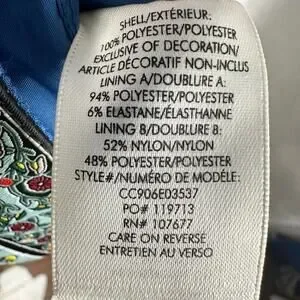 SHELL/EXTÉRIEUR:
100% POLYESTER/POLYESTER
EXCLUSIVE OF DECORATION/
ARTICLE DÉCORATIF NON-INCLUS
LINING A/DOUBLURE A:
94% POLYESTER/POLYESTER
6% ELASTANE/ÉLASTHANNE
LINING B/DOUBLURE B:
52% NYLON/NYLON
48% POLYESTER/POLYESTER
STYLE#/NUMÉRO DE MODÈLE:
CC906E03537
PO# 119713
RN# 107677
CARE ON REVERSE
ENTRETIEN AU VERSO